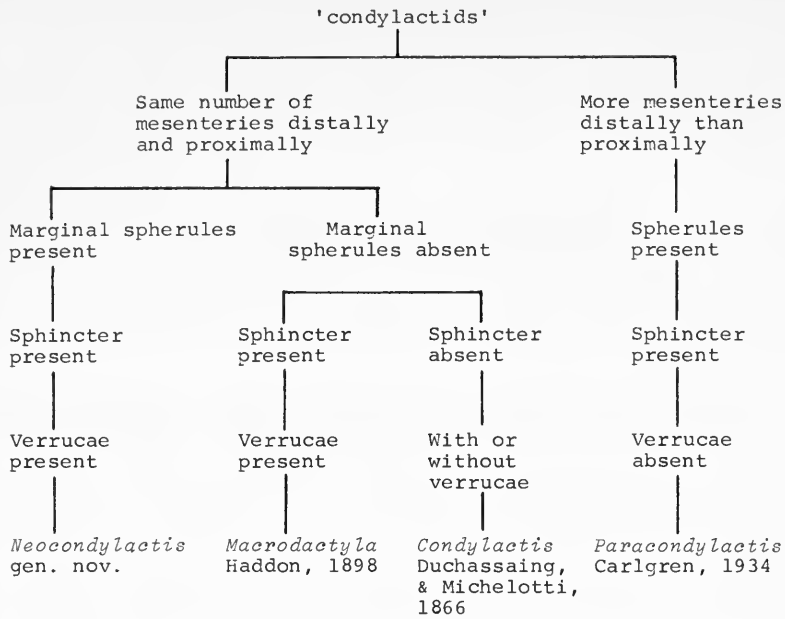 'condylactids'
Same number of
mesenteries distally
and proximally
More mesenteries
distally than
proximally
Marginal spherules
present
Marginal
spherules absent
Spherules
present
Sphincter
present
Sphincter
present
Sphincter
absent
Sphincter
present
Verrucae
present
Verrucae
present
With or
without
verrucae
Verrucae
absent
Neocondylactis
gen. nov.
Macrodactyla
Haddon, 1898
Condylactis
Duchassaing,
& Michelotti,
1866
Paracondylactis
Carlgren, 1934